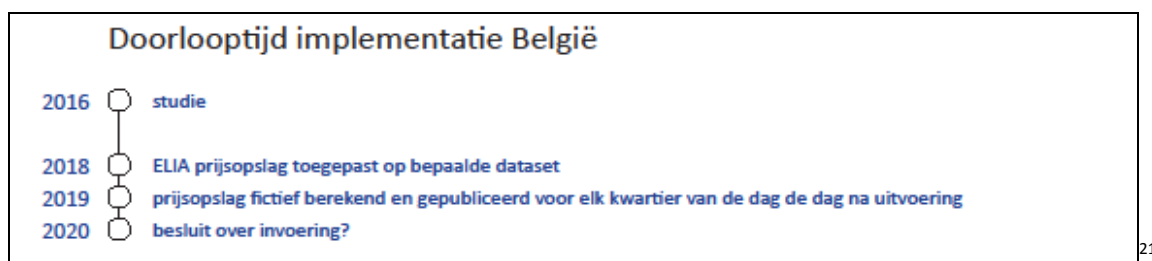 Doorlooptijd implementatie België
2016 studie
2018 ELIA prijsopslag toegepast op bepaalde dataset
2019 prijsopslag fictief berekend en gepubliceerd voor elk kwartier van de dag de dag na uitvoering
2020 besluit over invoering?
21